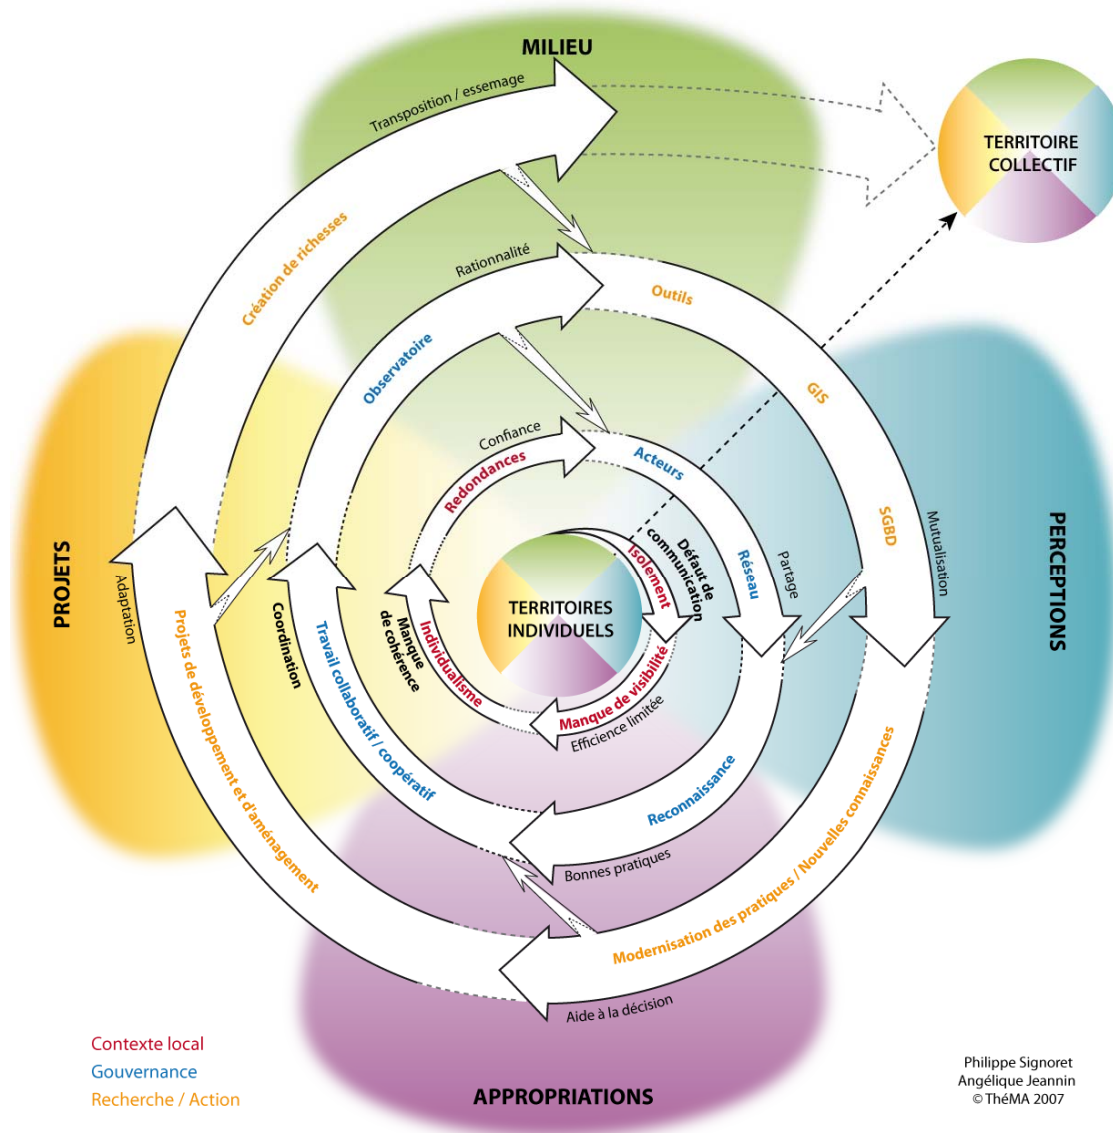 MILIEU
Transposition / essemage
TERRITOIRE
COLLECTIF
Création de richesses
Rationnalité
Outils
Observatoire
GIS
Confiance
Acteurs
Redondances
SGBD
Mutualisation
PROJETS
PERCEPTIONS
Adaptation
Défaut de
communication
Isolement
Réseau
Partage
TERRITOIRES
INDIVIDUELS
Coordination
Manque
de cohérence
Individualisme
Travail collaboratif / coopératif
Projets de développement et d'aménagement
Manque de visibilité
Efficience limitée
Reconnaissance
Bonnes pratiques
Modernisation des pratiques / Nouvelles connaissances
Aide à la décision
Contexte local
Gouvernance
Recherche / Action
APPROPRIATIONS
Philippe Signoret
Angélique Jeannin
© ThéMA 2007